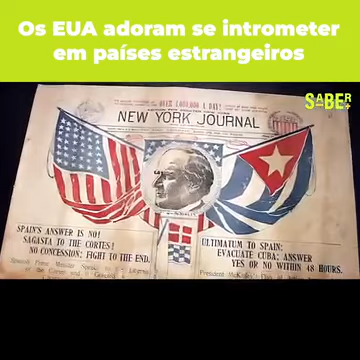 Os EUA adoram se intrometer
em países estrangeiros
SABER+
NEW YORK JOURNAL
SPAIN'S ANSWER IS NO!
SAGASTA TO THE CORTES!
NO CONCESSION; FIGHT TO THE END.
ULTIMATUM TO SPAIN:
EVACUATE CUBA; ANSWER
YES OR NO WITHIN 48 HOURS.